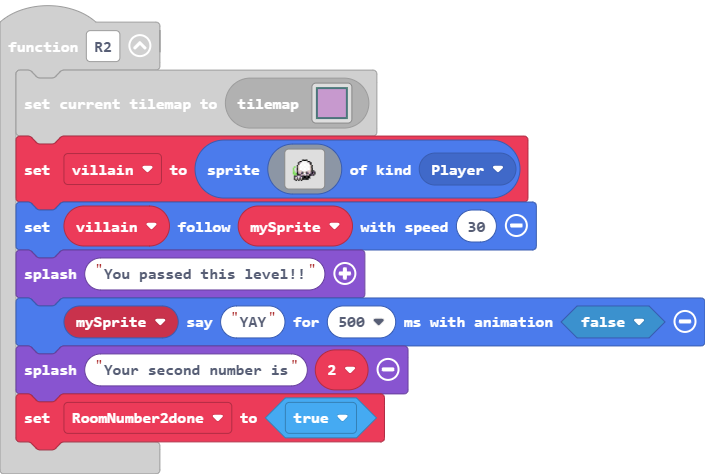 function R2
set current tilemap to tilemap
set villain to sprite of kind Player
set villain follow mySprite with speed 30
splash "You passed this level!!"
mySprite say "YAY" for 500 ms with animation false
splash "Your second number is" 2
set RoomNumber2done to true